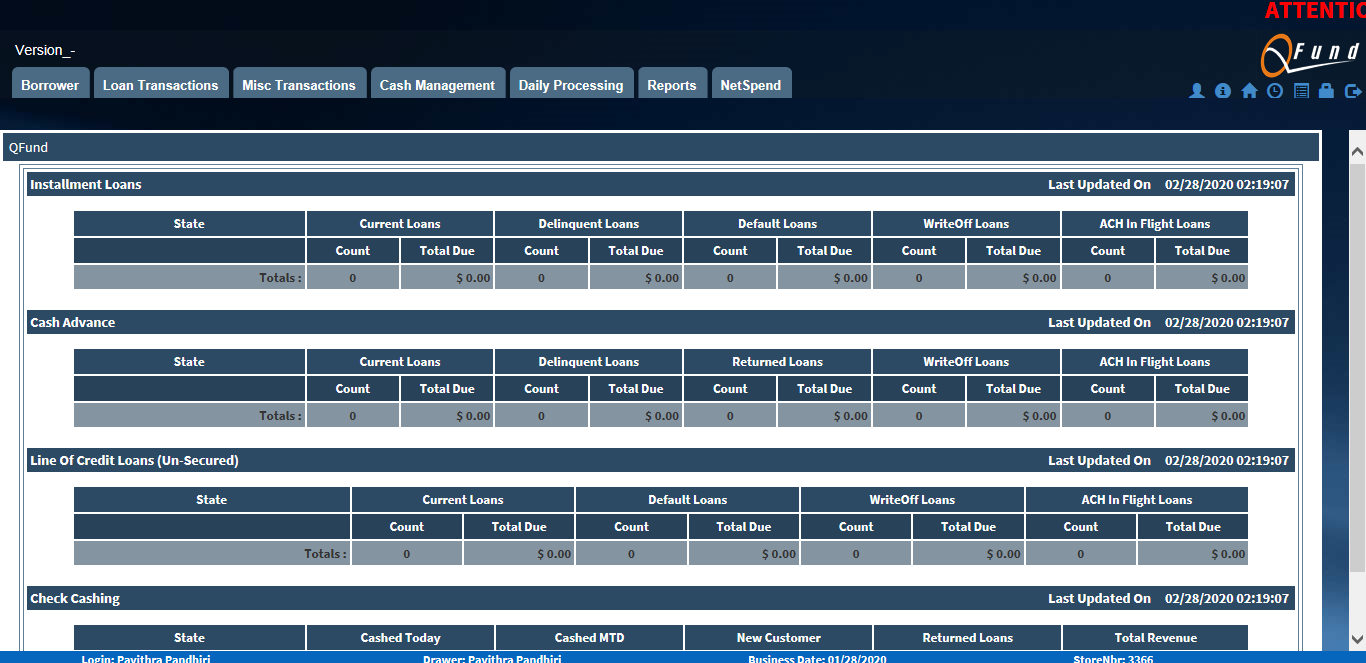 ATTENTIO
Version_-
QFund
Borrower Loan Transactions Misc Transactions Cash Management Daily Processing Reports NetSpend
QFund
Installment Loans Last Updated On 02/28/2020 02:19:07
State Current Loans Delinquent Loans Default Loans WriteOff Loans ACH In Flight Loans
Count Total Due Count Total Due Count Total Due Count Total Due Count Total Due
Totals : 0 $ 0.00 0 $ 0.00 0 $ 0.00 0 $ 0.00 0 $ 0.00
Cash Advance Last Updated On 02/28/2020 02:19:07
State Current Loans Delinquent Loans Returned Loans WriteOff Loans ACH In Flight Loans
Count Total Due Count Total Due Count Total Due Count Total Due Count Total Due
Totals : 0 $ 0.00 0 $ 0.00 0 $ 0.00 0 $ 0.00 0 $ 0.00
Line Of Credit Loans (Un-Secured) Last Updated On 02/28/2020 02:19:07
State Current Loans Default Loans WriteOff Loans ACH In Flight Loans
Count Total Due Count Total Due Count Total Due Count Total Due
Totals : 0 $ 0.00 0 $ 0.00 0 $ 0.00 0 $ 0.00
Check Cashing Last Updated On 02/28/2020 02:19:07
State Cashed Today Cashed MTD New Customer Returned Loans Total Revenue
Login: Pavithra Pandhiri Drawer: Pavithra Pandhiri Business Date: 01/28/2020 StoreNbr: 3366